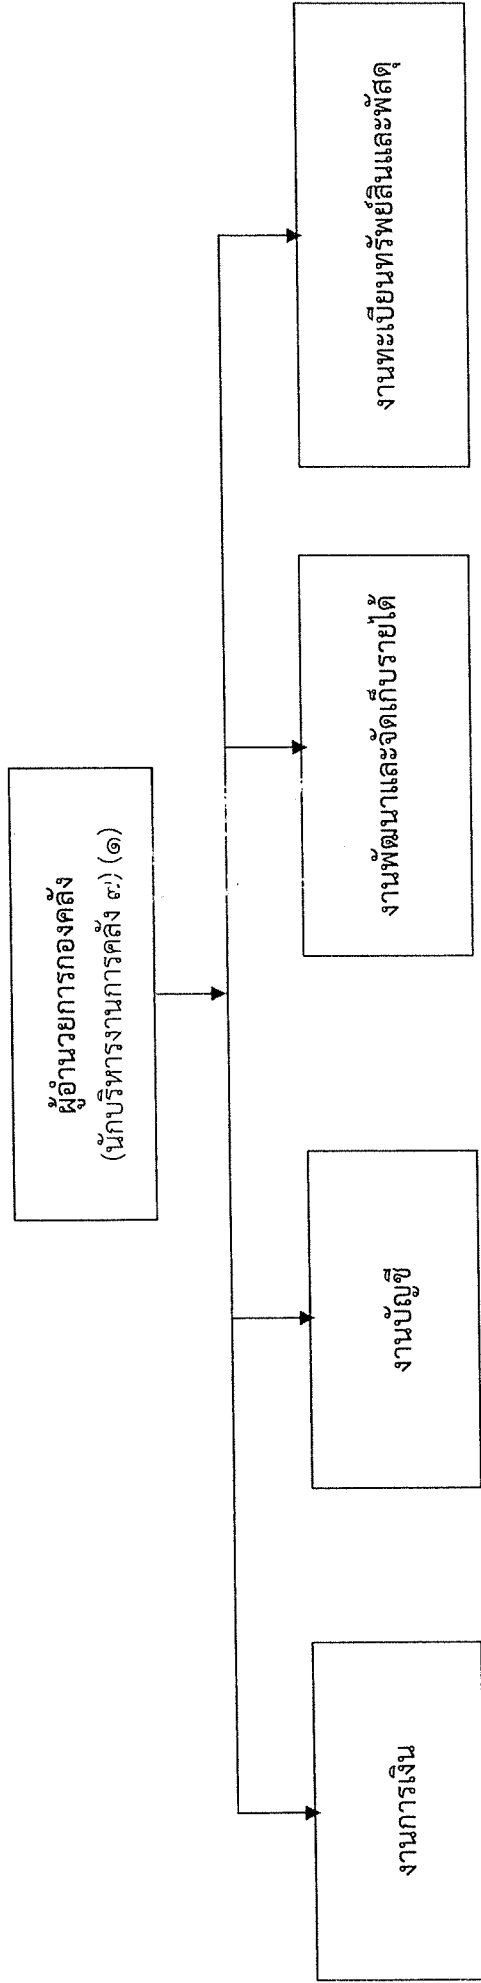 ผู้อำนวยการกองคลัง
(นักบริหารงานการคลัง ๗) (๑)
งานการเงิน
งานบัญชี
งานพัฒนาและจัดเก็บรายได้
งานทะเบียนทรัพย์สินและพัสดุ